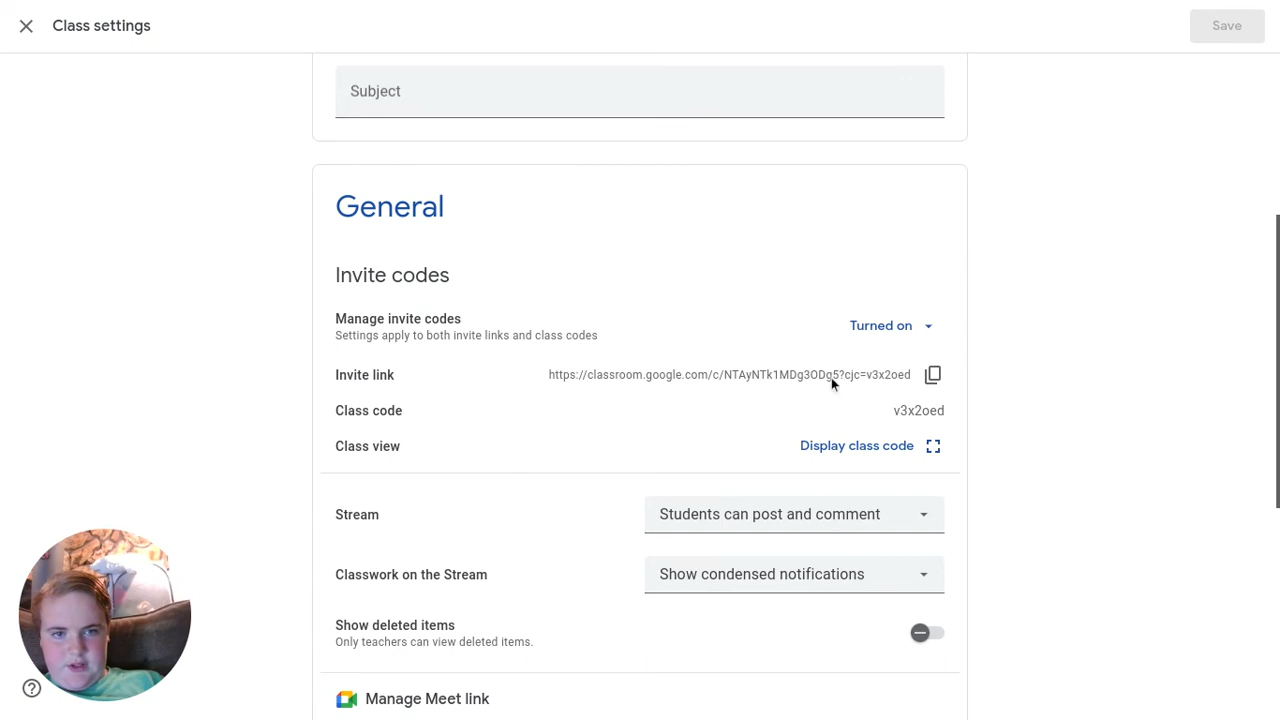 Class settings
Save
Subject
General
Invite codes
Manage invite codes
Settings apply to both invite links and class codes
Turned on
Invite link
https://classroom.google.com/c/NTAyNTk1MDg3ODg5?cjc=v3x2oed
Class code
v3x2oed
Class view
Display class code
Stream
Students can post and comment
Classwork on the Stream
Show condensed notifications
Show deleted items
Only teachers can view deleted items.
Manage Meet link